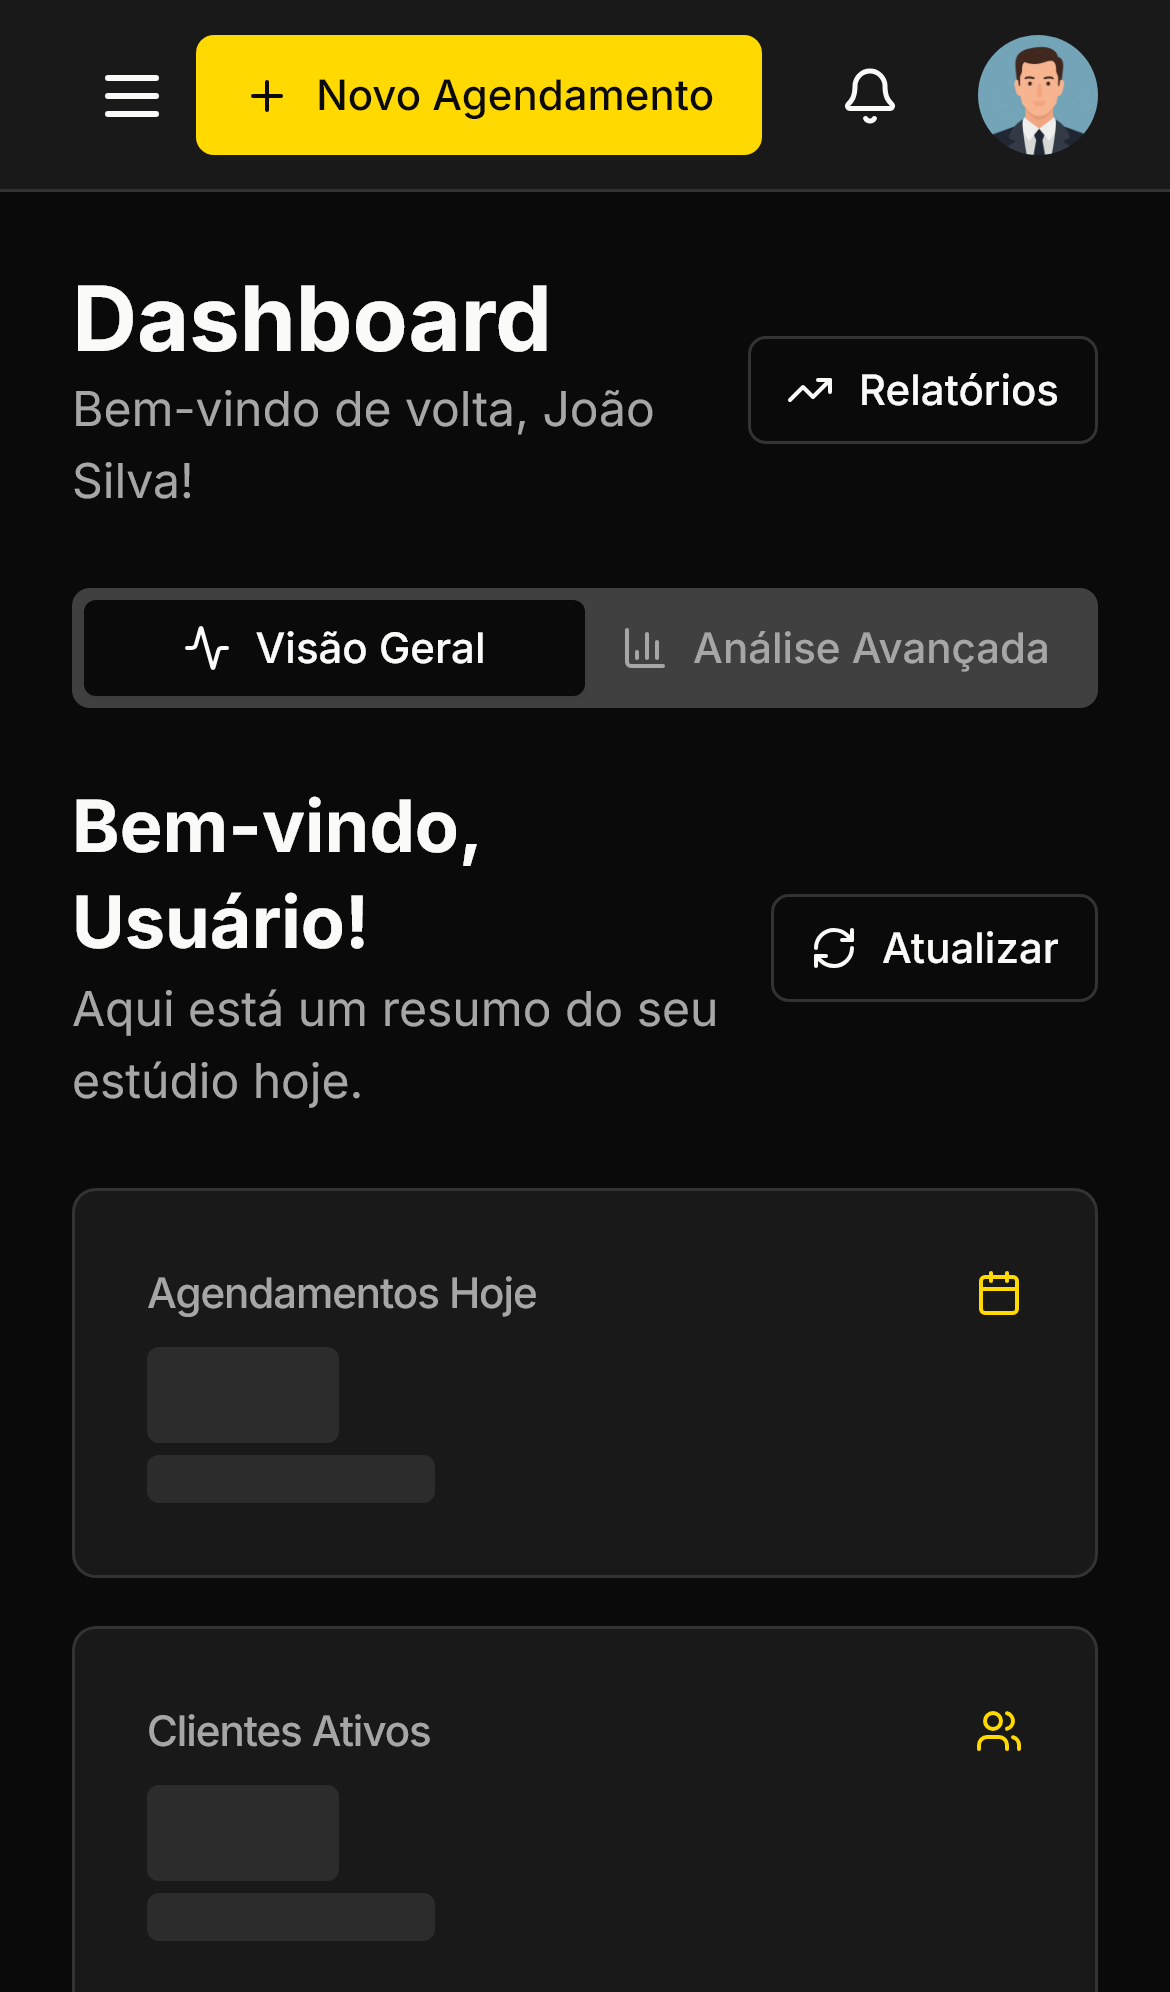 Novo Agendamento
Dashboard
Bem-vindo de volta, João
Silva!
Relatórios
Visão Geral
Análise Avançada
Bem-vindo,
Usuário!
Aqui está um resumo do seu
estúdio hoje.
Atualizar
Agendamentos Hoje
Clientes Ativos